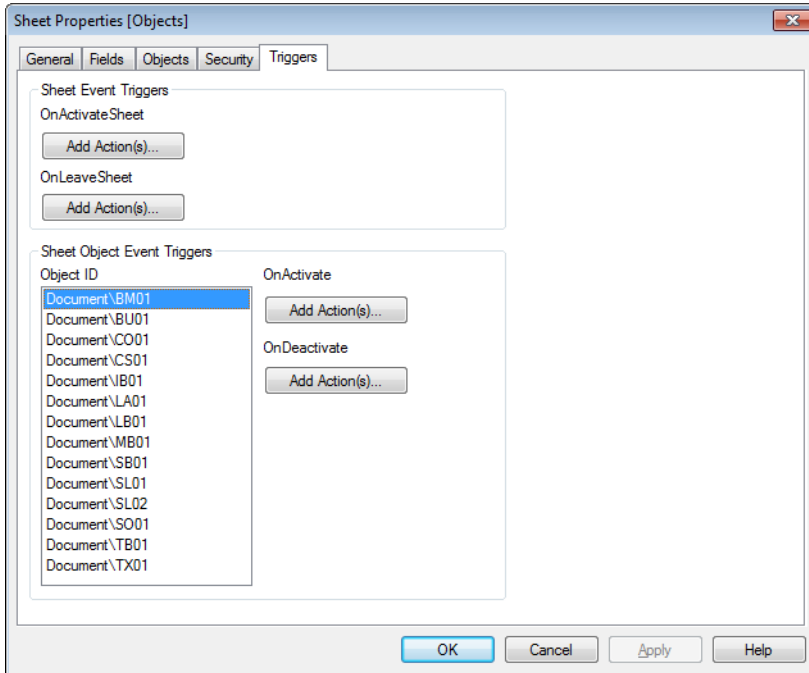 Sheet Properties [Objects]
General Fields Objects Security Triggers
Sheet Event Triggers
OnActivateSheet
Add Action(s)...
OnLeaveSheet
Add Action(s)...
Sheet Object Event Triggers
Object ID
Document\BM01
Document\BU01
Document\CO01
Document\CS01
Document\IB01
Document\LA01
Document\LB01
Document\MB01
Document\SB01
Document\SL01
Document\SL02
Document\SO01
Document\TB01
Document\TX01
OnActivate
Add Action(s)...
OnDeactivate
Add Action(s)...
OK Cancel Apply Help